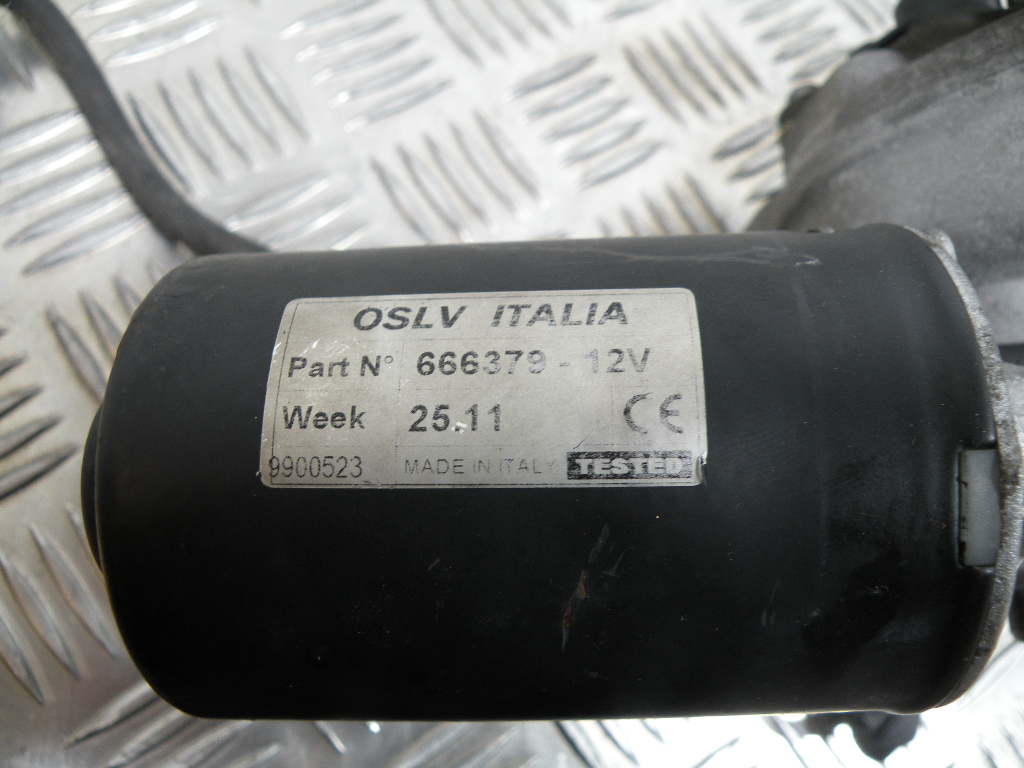 OSLV ITALIA
Part N° 666379 - 12V
Week 25.11 CE
9900523 MADE IN ITALY TESTED